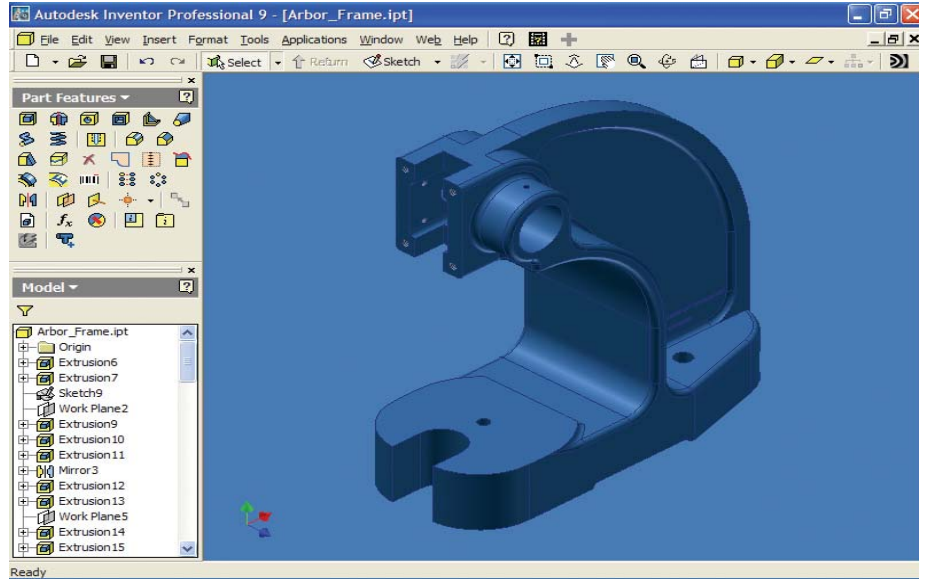 Autodesk Inventor Professional 9 - [Arbor_Frame.ipt]
File Edit View Insert Format Tools Applications Window Web Help
Select Return Sketch
Part Features
Model
Arbor_Frame.ipt
Origin
Extrusion6
Extrusion7
Sketch9
Work Plane2
Extrusion9
Extrusion10
Extrusion11
Mirror3
Extrusion12
Extrusion13
Work Plane5
Extrusion14
Extrusion15
Ready